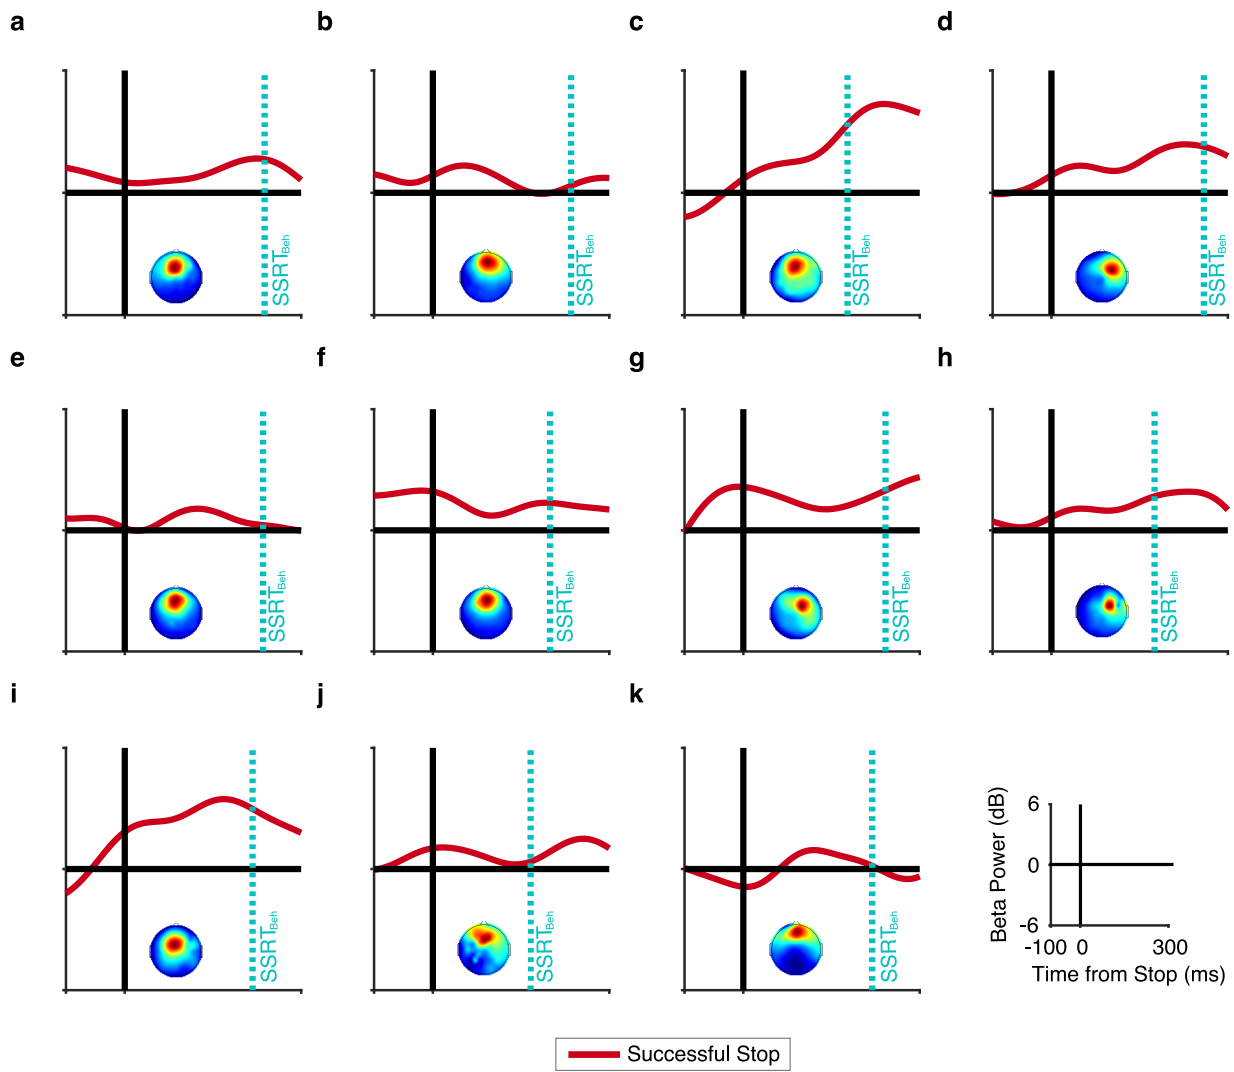 a
b
c
d
SSRTBeh
SSRTBeh
SSRTBeh
SSRTBeh
e
f
g
h
SSRTBeh
SSRTBeh
SSRTBeh
SSRTBeh
i
j
k
SSRTBeh
SSRTBeh
SSRTBeh
Beta Power (dB)
6
0
-6
-100 0 300
Time from Stop (ms)
Successful Stop